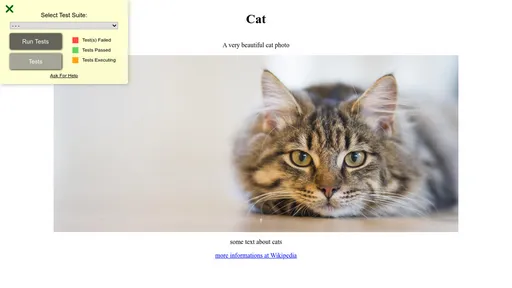 Select Test Suite:
- - -
Run Tests
Tests
Test(s) Failed
Tests Passed
Tests Executing
Ask For Help
Cat
A very beautiful cat photo
some text about cats
more informations at Wikipedia